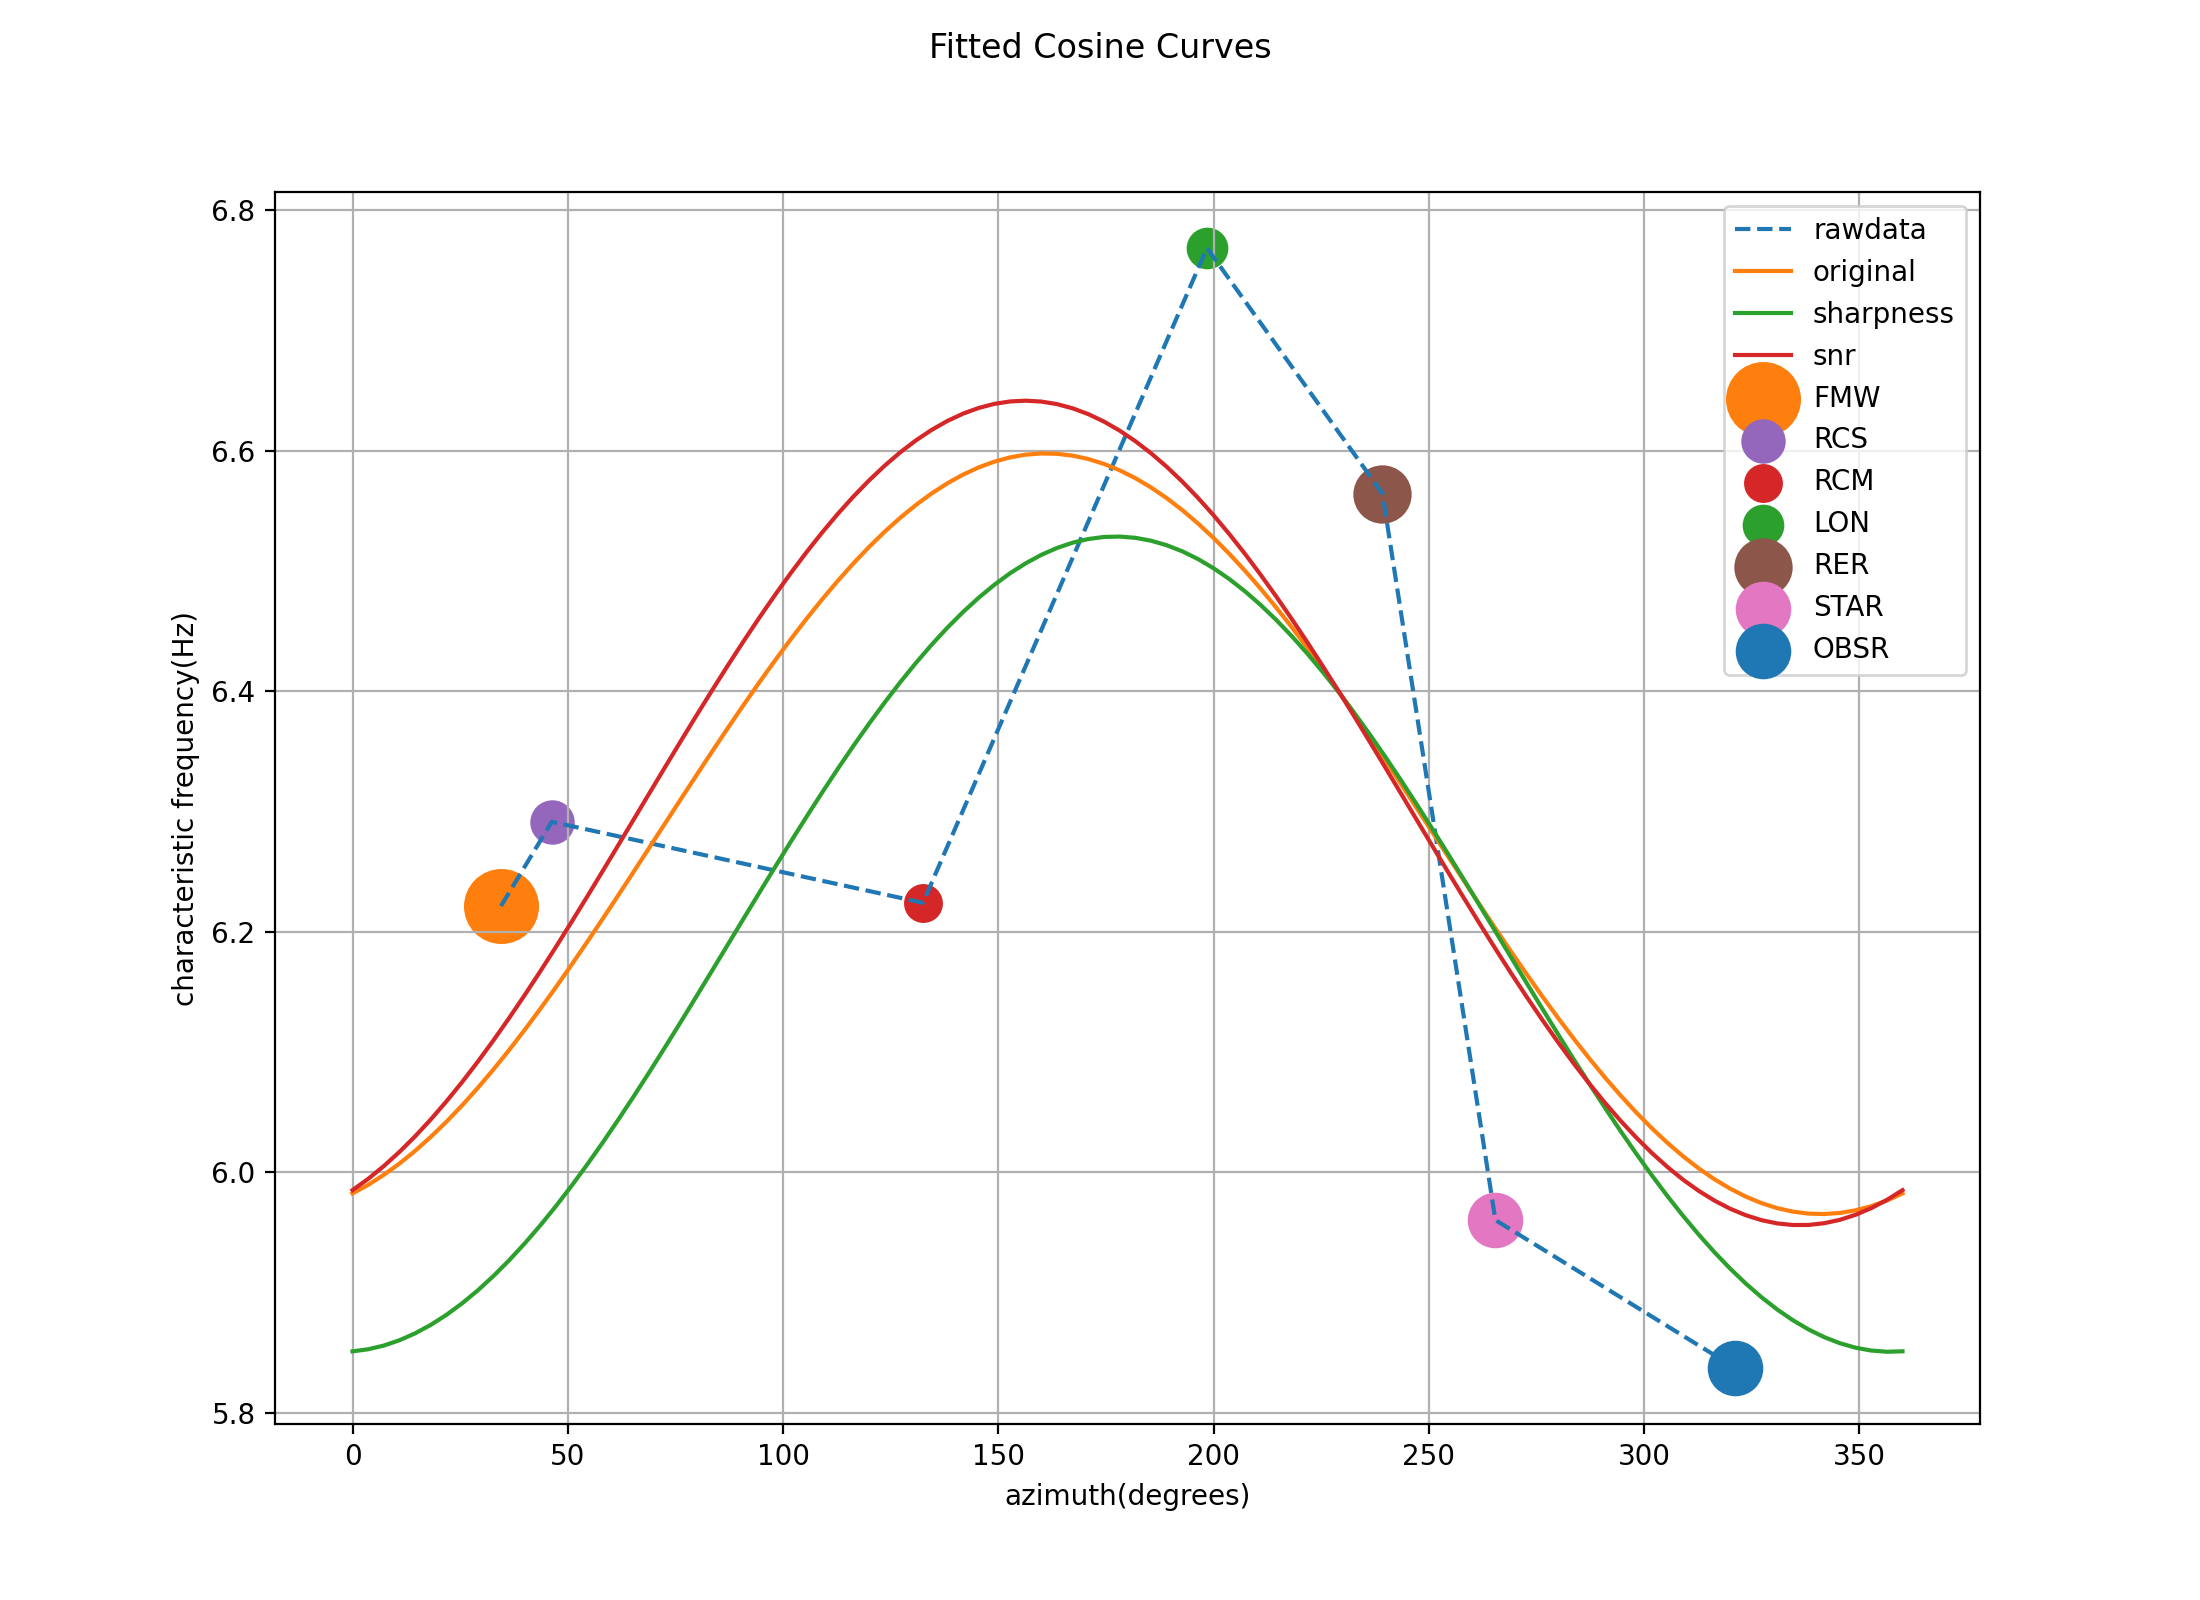 Fitted Cosine Curves
6.8
6.6
6.4
6.2
6.0
5.8
characteristic frequency(Hz)
0 50 100 150 200 250 300 350
azimuth(degrees)
rawdata
original
sharpness
snr
FMW
RCS
RCM
LON
RER
STAR
OBSR